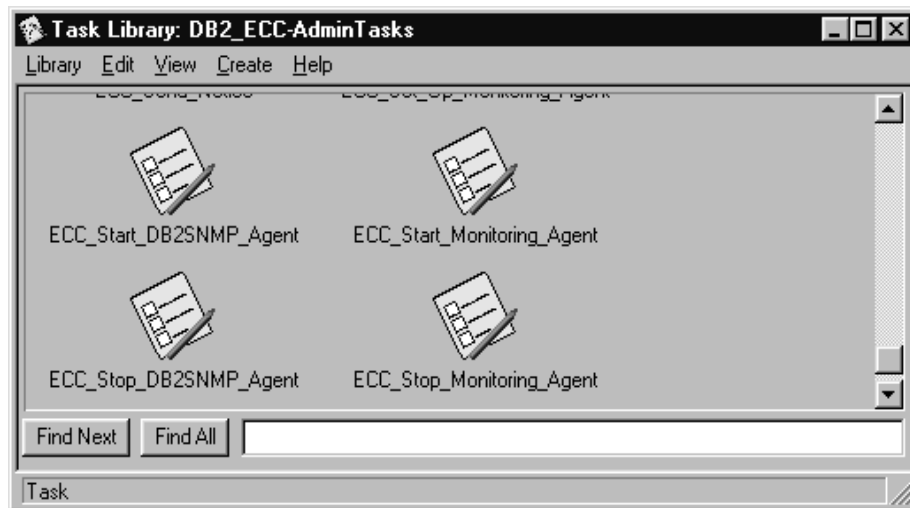 Task Library: DB2_ECC-AdminTasks
Library Edit View Create Help
ECC_Start_DB2SNMP_Agent ECC_Start_Monitoring_Agent
ECC_Stop_DB2SNMP_Agent ECC_Stop_Monitoring_Agent
Find Next Find All
Task